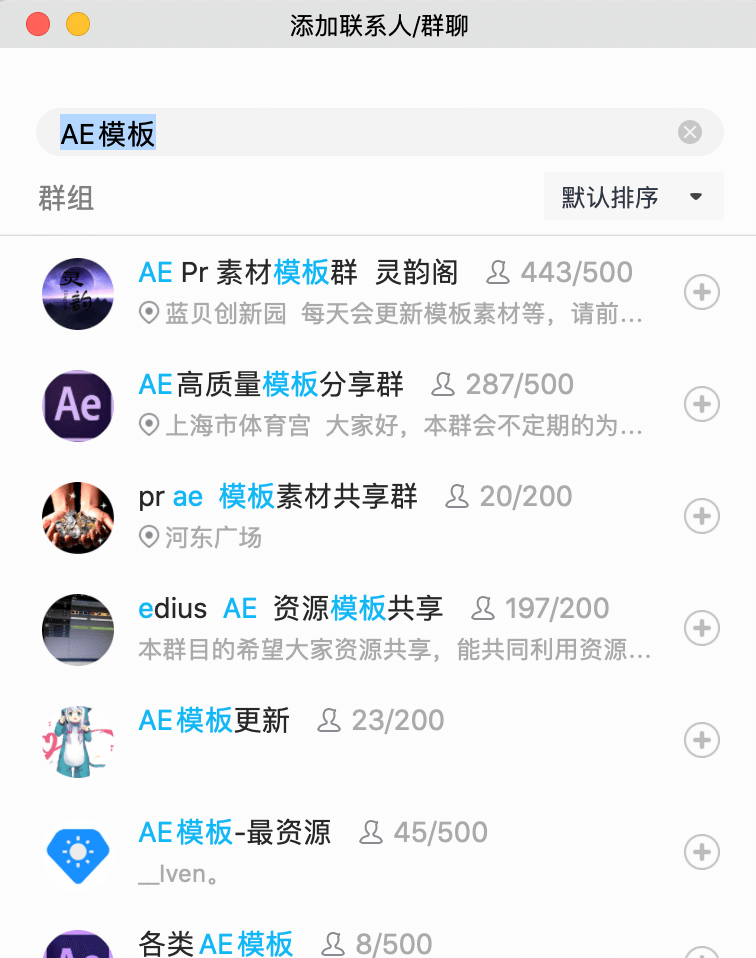 添加联系人/群聊
AE模板
群组
默认排序
灵韵
AE Pr 素材模板群 灵韵阁 443/500
蓝贝创新园 每天会更新模板素材等，请前...
Ae
AE高质量模板分享群 287/500
上海市体育宫 大家好，本群会不定期的为...
pr ae 模板素材共享群 20/200
河东广场
edius AE 资源模板共享 197/200
本群目的希望大家资源共享，能共同利用资源...
AE模板更新 23/200
AE模板-最资源 45/500
__lven。
各类AE模板 8/500
Ae